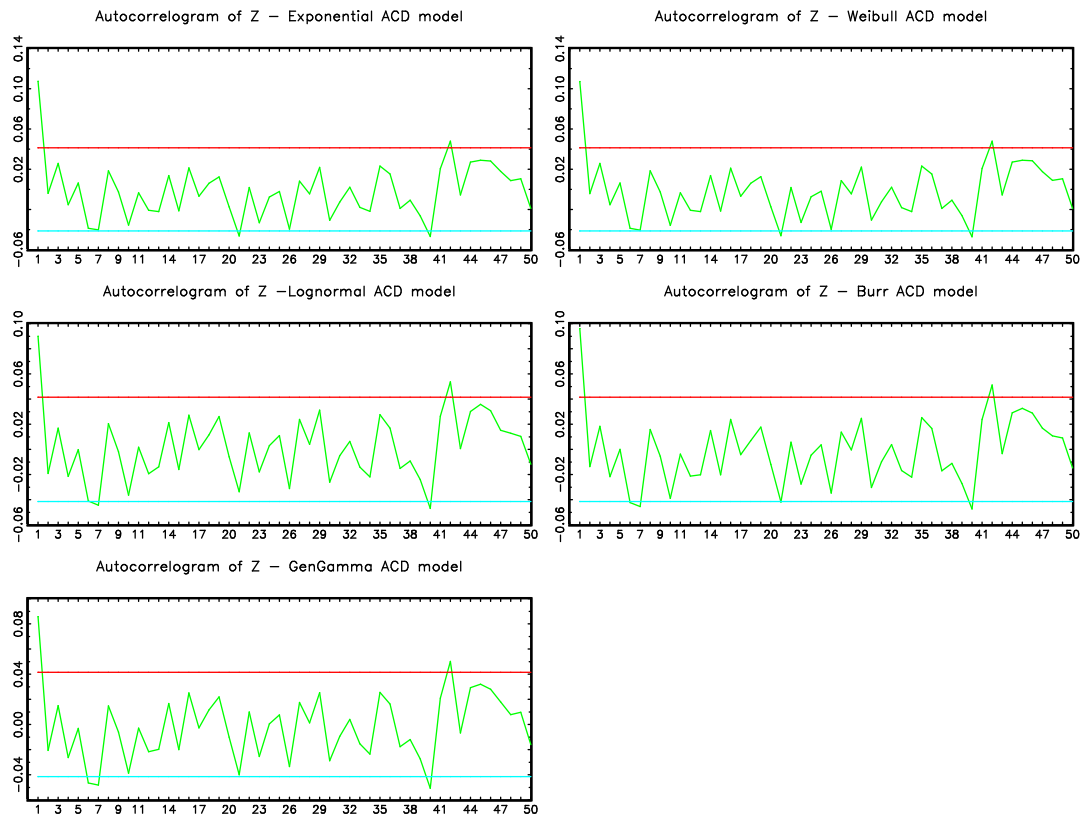 Autocorrelogram of Z – Exponential ACD model
0.14
0.10
0.06
0.02
−0.06
1 3 5 7 9 11 14 17 20 23 26 29 32 35 38 41 44 47 50
Autocorrelogram of Z – Weibull ACD model
0.14
0.10
0.06
0.02
−0.06
1 3 5 7 9 11 14 17 20 23 26 29 32 35 38 41 44 47 50
Autocorrelogram of Z –Lognormal ACD model
0.10
0.06
0.02
−0.02
−0.06
1 3 5 7 9 11 14 17 20 23 26 29 32 35 38 41 44 47 50
Autocorrelogram of Z – Burr ACD model
0.10
0.06
0.02
−0.02
−0.06
1 3 5 7 9 11 14 17 20 23 26 29 32 35 38 41 44 47 50
Autocorrelogram of Z – GenGamma ACD model
0.08
0.04
0.00
−0.04
1 3 5 7 9 11 14 17 20 23 26 29 32 35 38 41 44 47 50